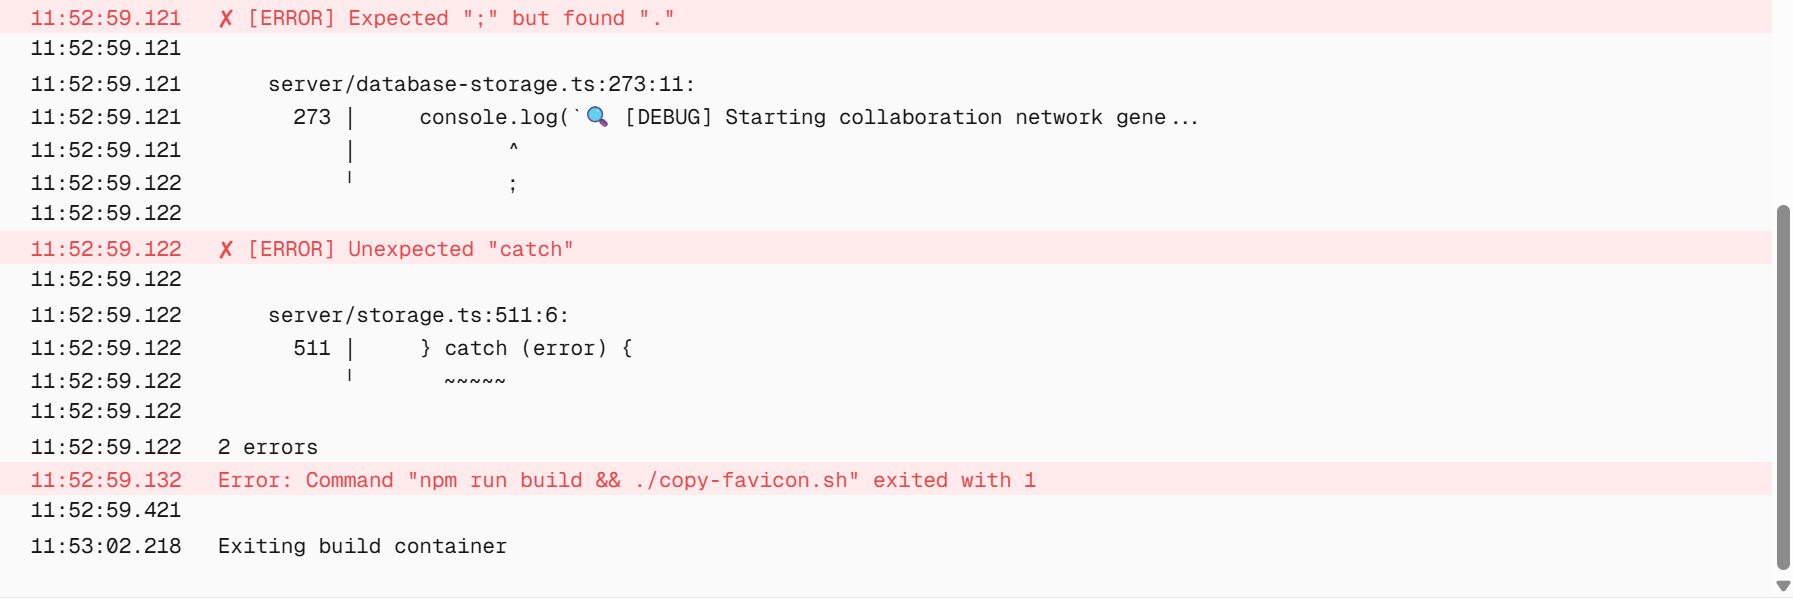 11:52:59.121 ✗ [ERROR] Expected ";" but found "."
11:52:59.121
11:52:59.121 server/database-storage.ts:273:11:
11:52:59.121 273 │ console.log(`🔍 [DEBUG] Starting collaboration network gene...
11:52:59.121 │ ^
11:52:59.122 ╵ ;
11:52:59.122
11:52:59.122 ✗ [ERROR] Unexpected "catch"
11:52:59.122
11:52:59.122 server/storage.ts:511:6:
11:52:59.122 511 │ } catch (error) {
11:52:59.122 ╵ ~~~~~
11:52:59.122
11:52:59.122 2 errors
11:52:59.132 Error: Command "npm run build && ./copy-favicon.sh" exited with 1
11:52:59.421
11:53:02.218 Exiting build container